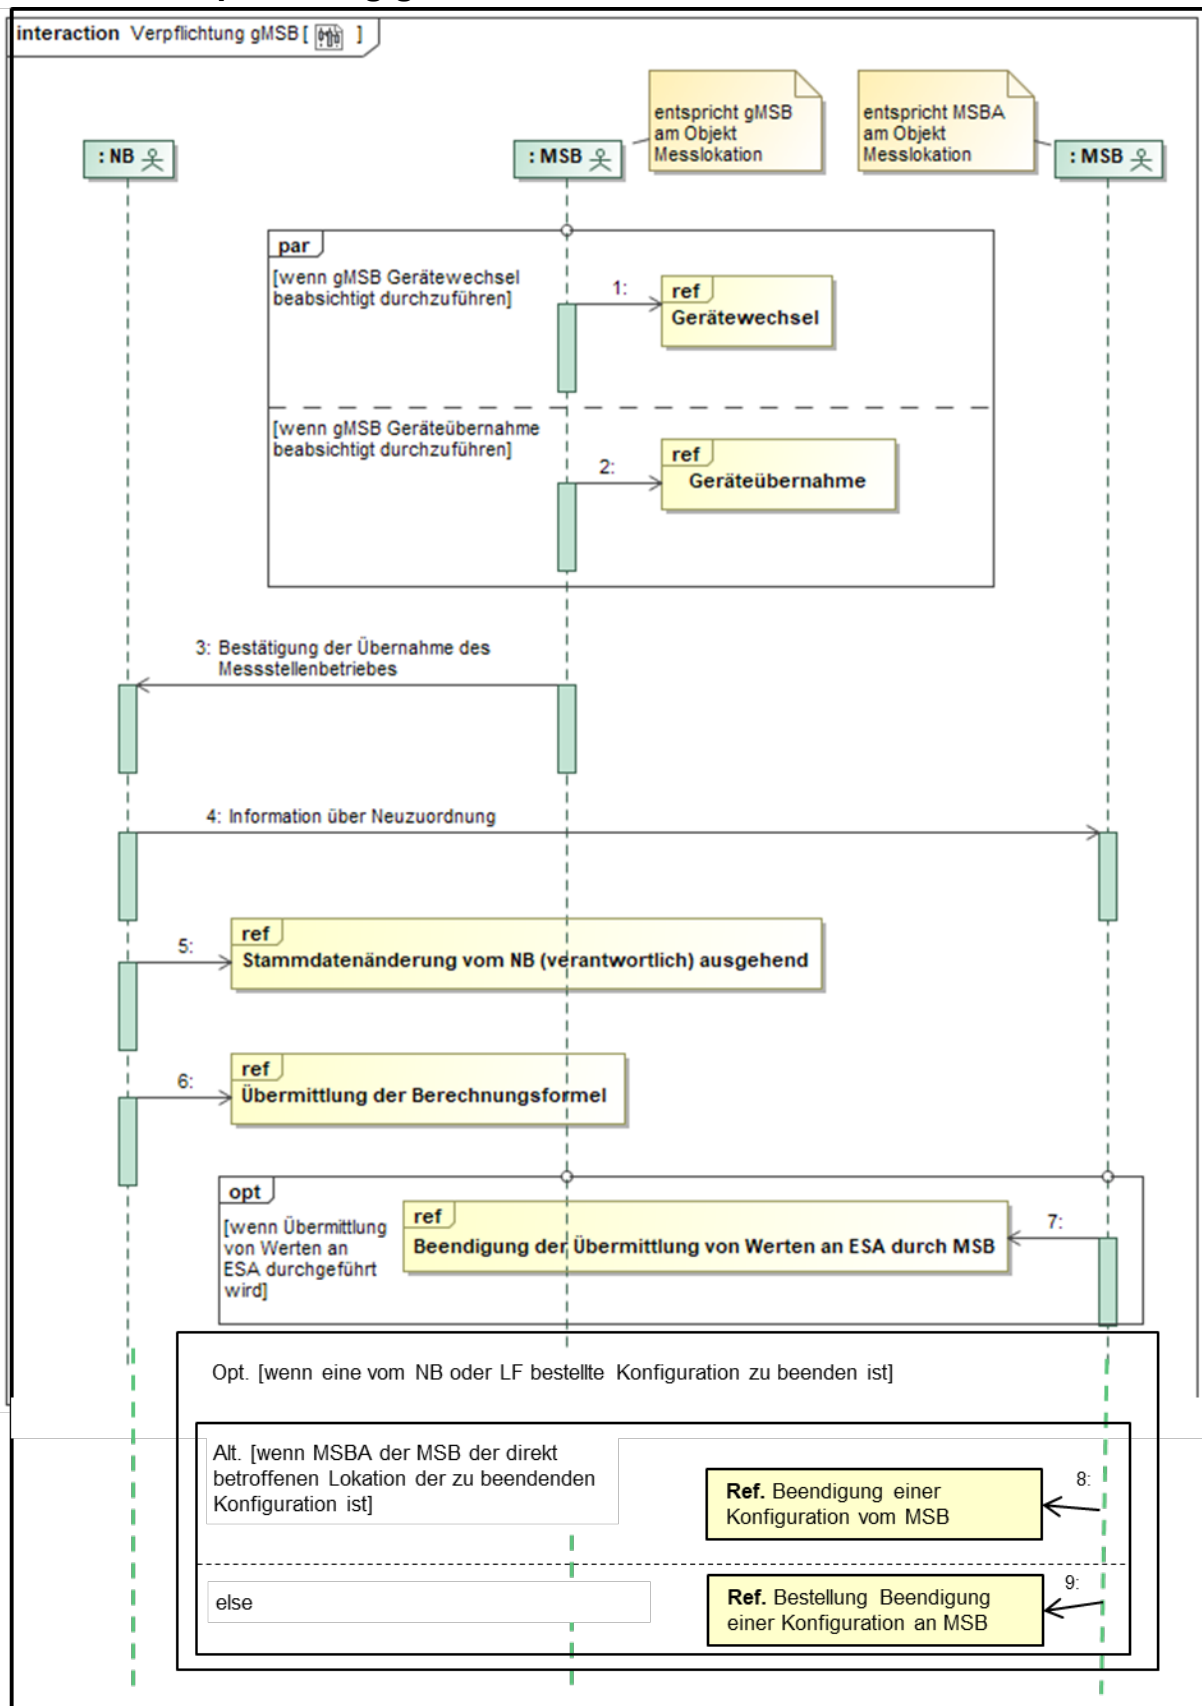 interaction Verpflichtung gMSB [ ]
entspricht gMSB
am Objekt
Messlokation
entspricht MSBA
am Objekt
Messlokation
: NB
: MSB
: MSB
par
[wenn gMSB Gerätewechsel
beabsichtigt durchzuführen]
1:
ref
Gerätewechsel
[wenn gMSB Geräteübernahme
beabsichtigt durchzuführen]
2:
ref
Geräteübernahme
3: Bestätigung der Übernahme des
Messstellenbetriebes
4: Information über Neuzuordnung
5:
ref
Stammdatenänderung vom NB (verantwortlich) ausgehend
6:
ref
Übermittlung der Berechnungsformel
opt
[wenn Übermittlung
von Werten an
ESA durchgeführt
wird]
ref
Beendigung der Übermittlung von Werten an ESA durch MSB
7:
Opt. [wenn eine vom NB oder LF bestellte Konfiguration zu beenden ist]
Alt. [wenn MSBA der MSB der direkt
betroffenen Lokation der zu beendenden
Konfiguration ist]
Ref. Beendigung einer
Konfiguration vom MSB
8:
else
Ref. Bestellung Beendigung
einer Konfiguration an MSB
9: